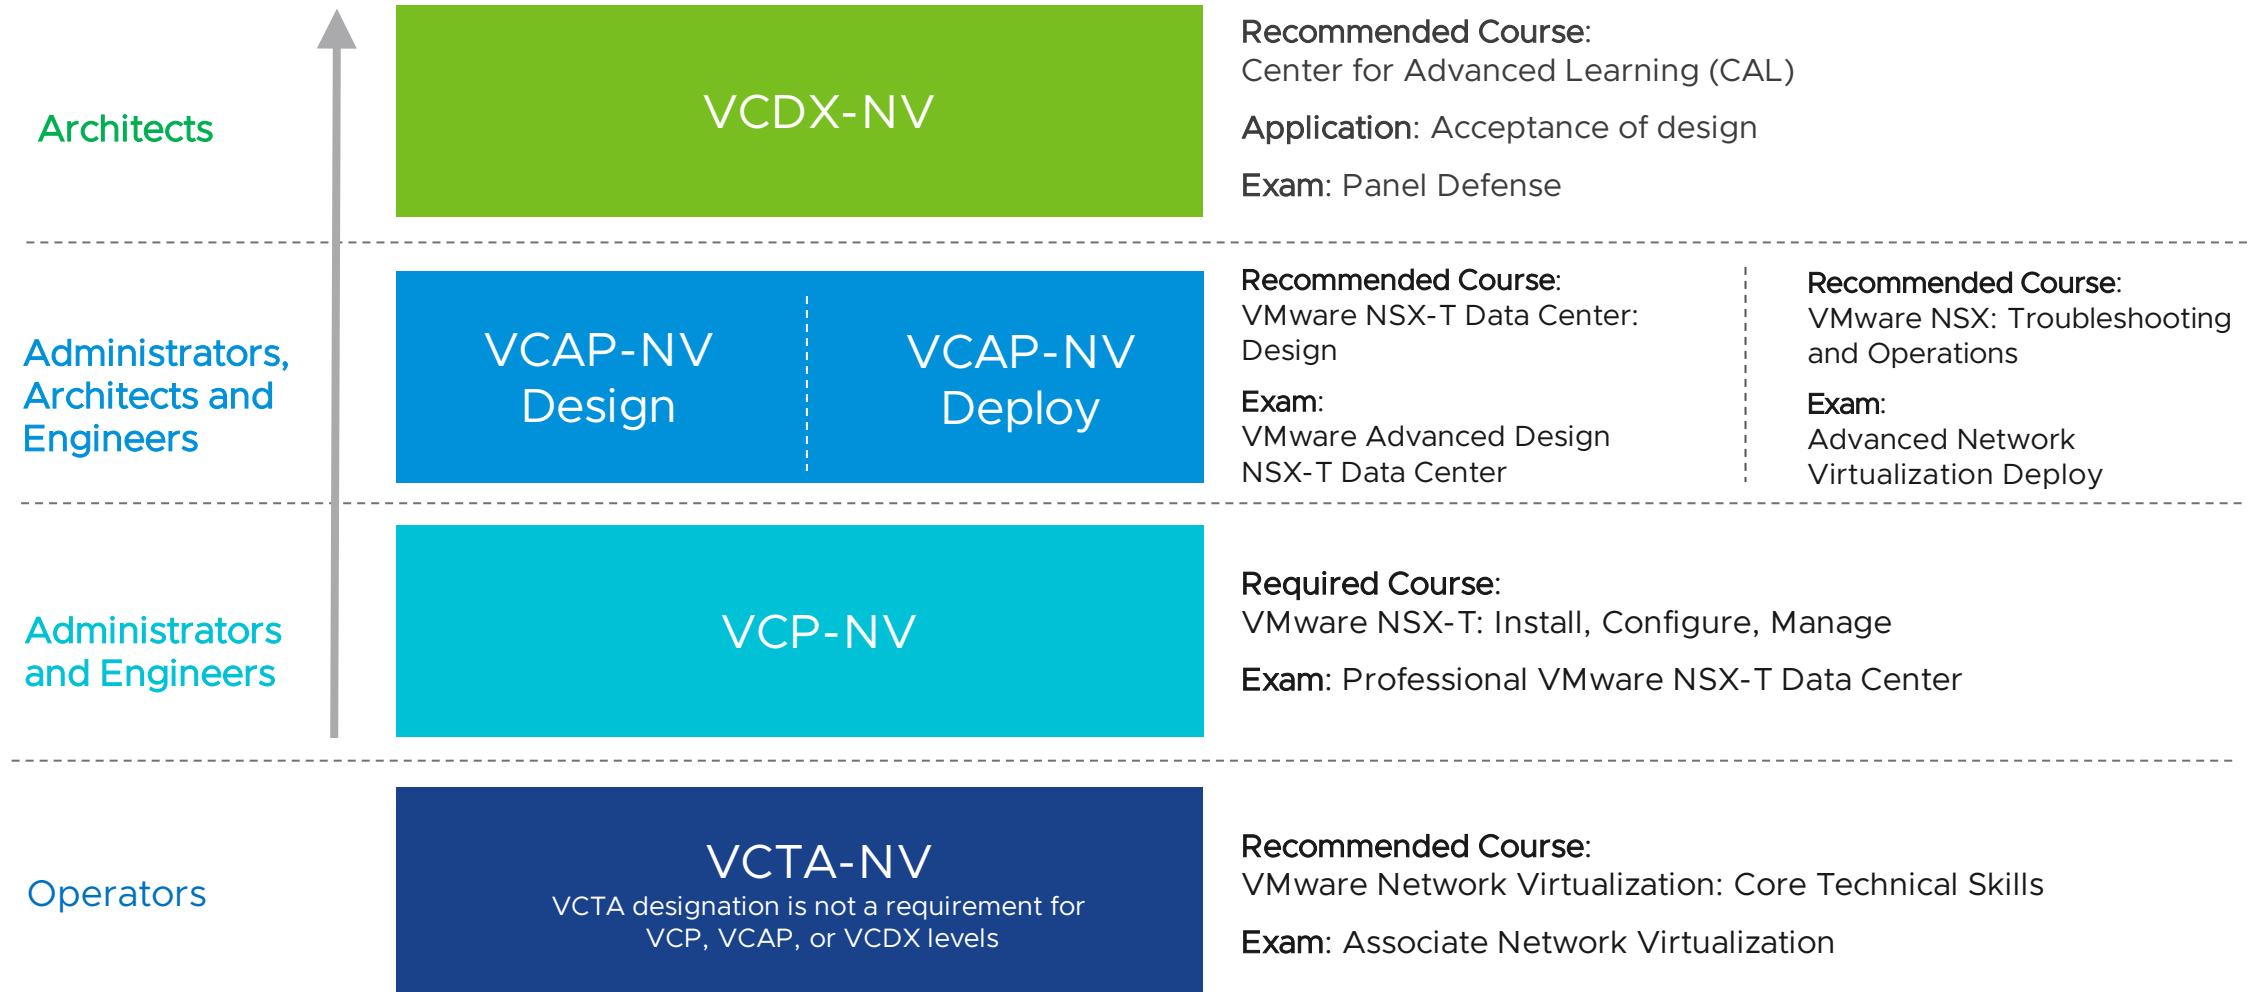 Architects
VCDX-NV
Recommended Course:
Center for Advanced Learning (CAL)
Application: Acceptance of design
Exam: Panel Defense
Administrators,
Architects and
Engineers
VCAP-NV
Design
VCAP-NV
Deploy
Recommended Course:
VMware NSX-T Data Center:
Design
Exam:
VMware Advanced Design
NSX-T Data Center
Recommended Course:
VMware NSX: Troubleshooting
and Operations
Exam:
Advanced Network
Virtualization Deploy
Administrators
and Engineers
VCP-NV
Required Course:
VMware NSX-T: Install, Configure, Manage
Exam: Professional VMware NSX-T Data Center
Operators
VCTA-NV
VCTA designation is not a requirement for
VCP, VCAP, or VCDX levels
Recommended Course:
VMware Network Virtualization: Core Technical Skills
Exam: Associate Network Virtualization